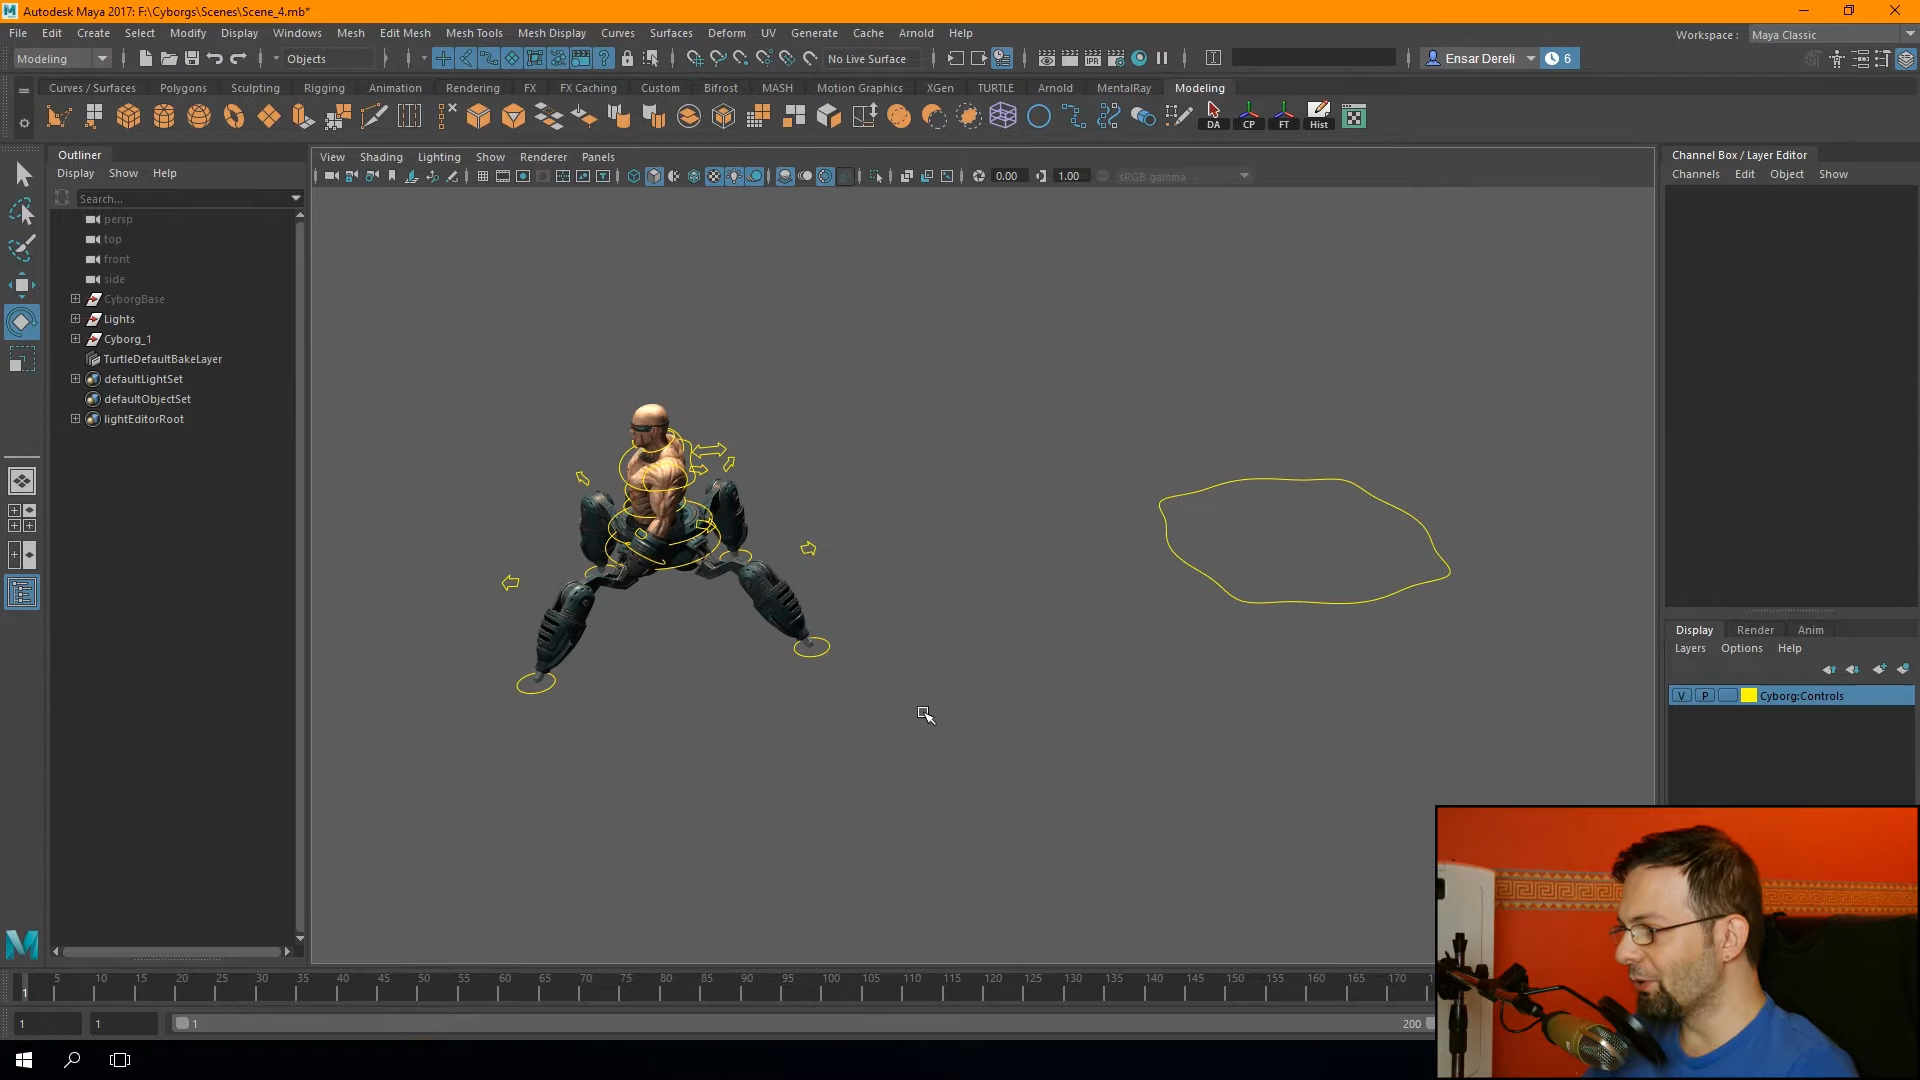 Autodesk Maya 2017: F:\Cyborgs\Scenes\Scene_4.mb*
File Edit Create Select Modify Display Windows Mesh Edit Mesh Mesh Tools Mesh Display Curves Surfaces Deform UV Generate Cache Arnold Help
Workspace : Maya Classic
Modeling Objects No Live Surface Ensar Dereli 6
Curves / Surfaces Polygons Sculpting Rigging Animation Rendering FX FX Caching Custom Bifrost MASH Motion Graphics XGen TURTLE Arnold MentalRay Modeling
DA CP FT Hist
Outliner
Display Show Help
Search...
persp
top
front
side
CyborgBase
Lights
Cyborg_1
TurtleDefaultBakeLayer
defaultLightSet
defaultObjectSet
lightEditorRoot
View Shading Lighting Show Renderer Panels
0.00 1.00 sRGB gamma
Channel Box / Layer Editor
Channels Edit Object Show
Display Render Anim
Layers Options Help
V P Cyborg:Controls
5 10 15 20 25 30 35 40 45 50 55 60 65 70 75 80 85 90 95 100 105 110 115 120 125 130 135 140 145 150 155 160 165 170
1
1 1 1 200